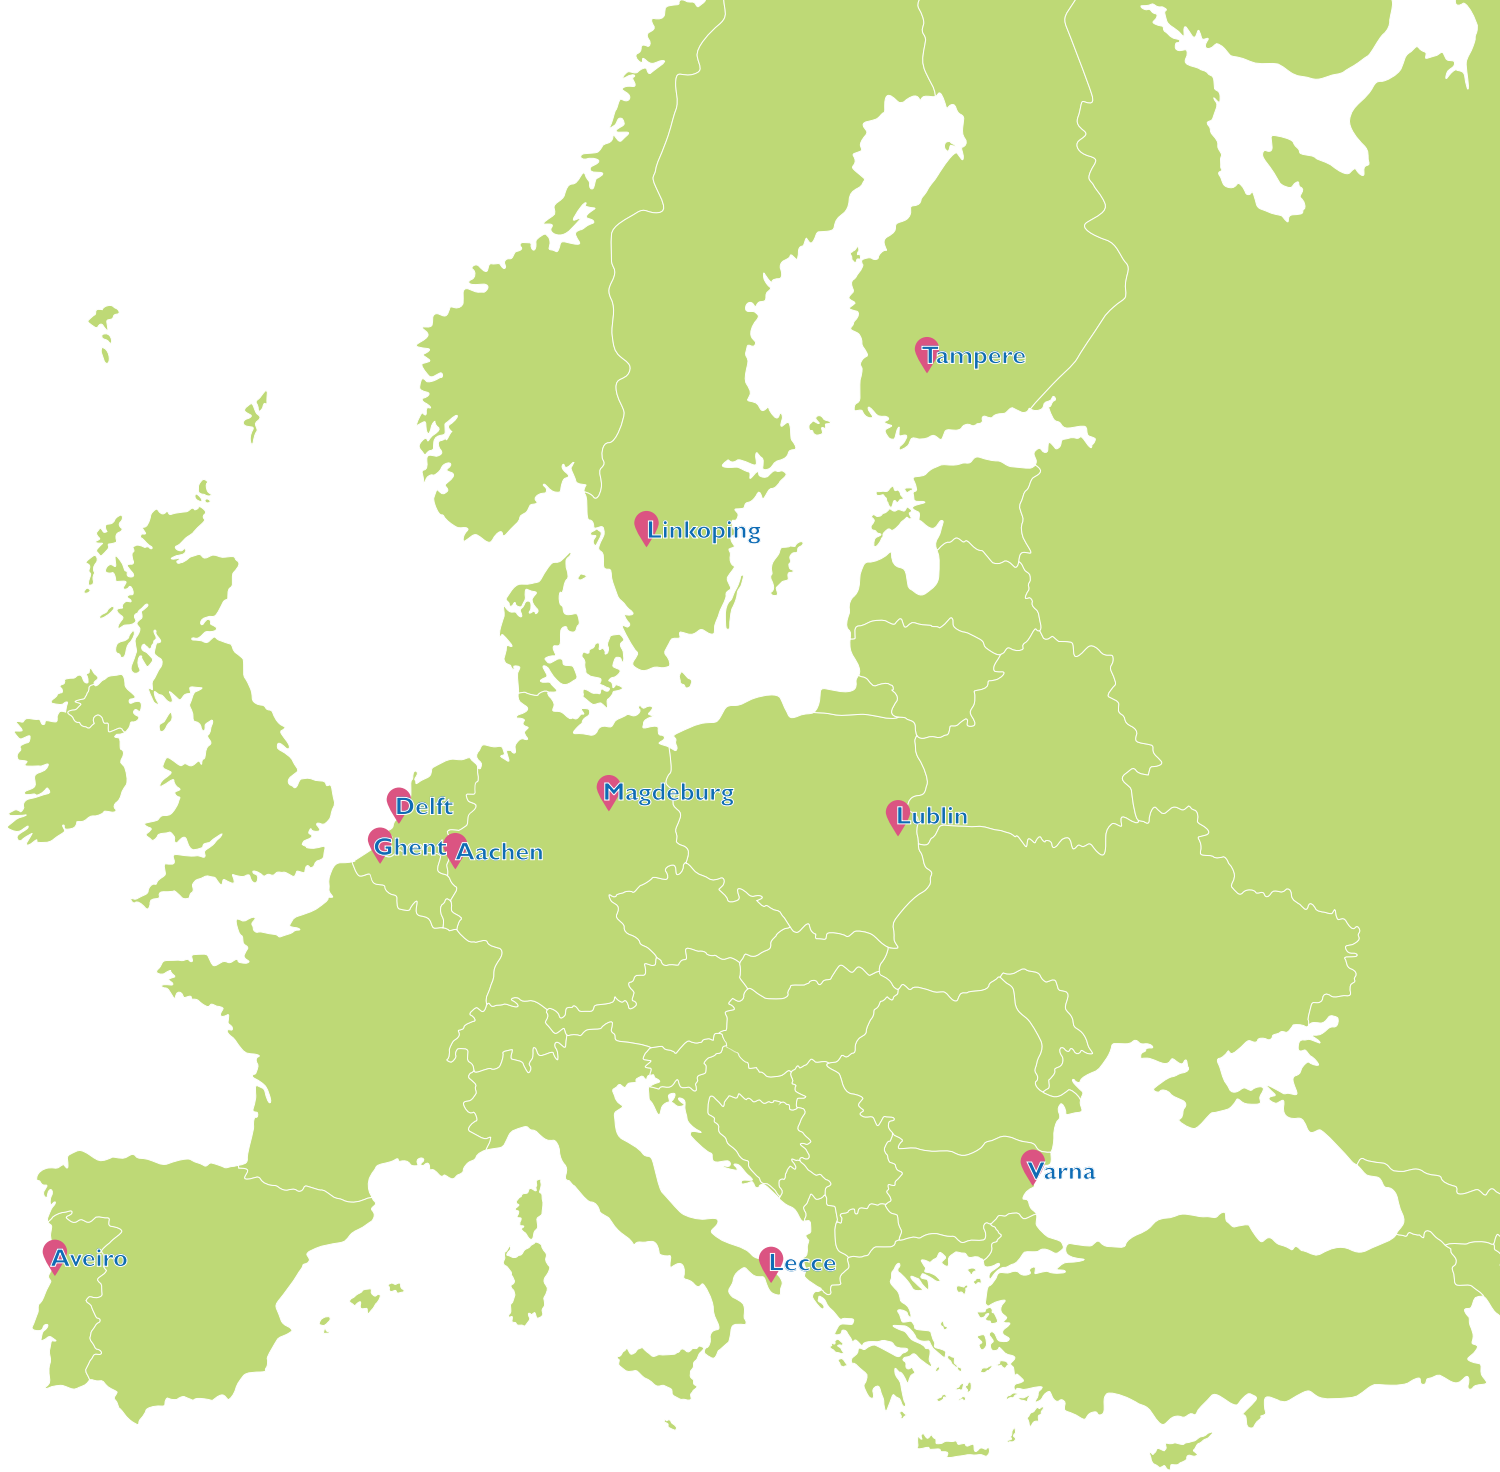 Tampere
Linkoping
Magdeburg
Delft
Lublin
Ghent
Aachen
Varna
Aveiro
Lecce